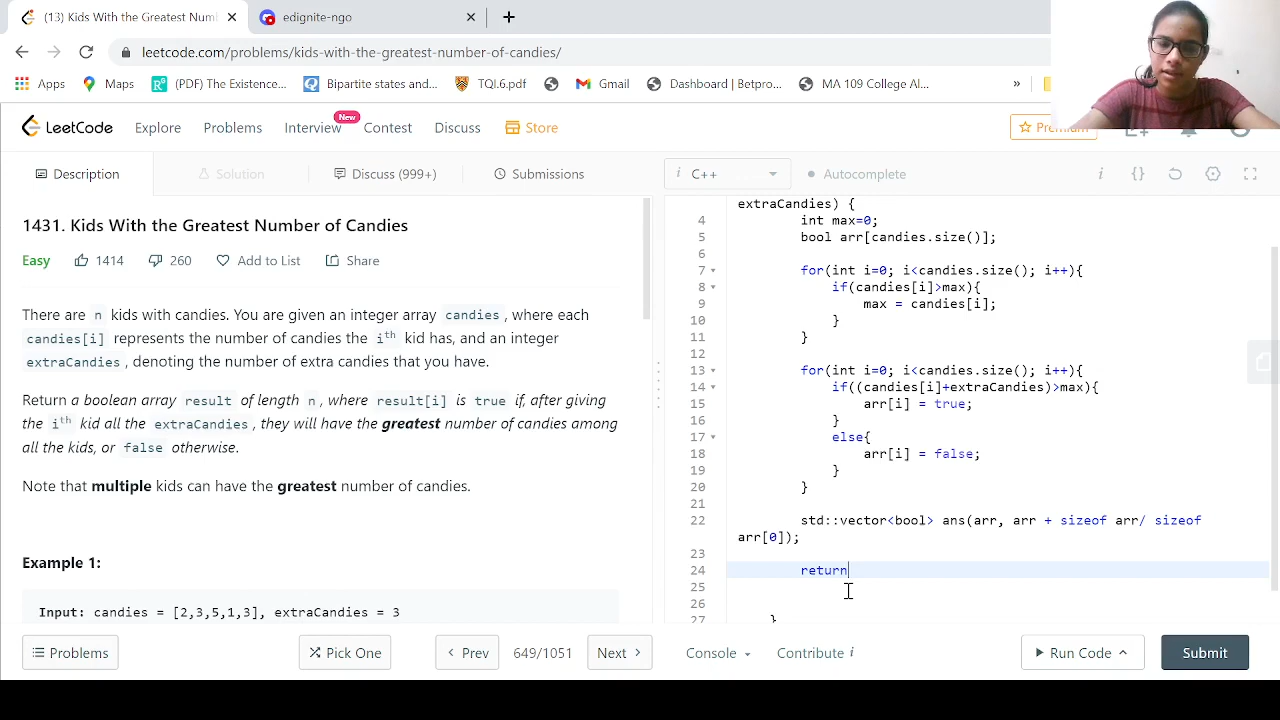 (13) Kids With the Greatest Numb
edignite-ngo
leetcode.com/problems/kids-with-the-greatest-number-of-candies/
Apps
Maps
(PDF) The Existence...
Bipartite states and...
TQL6.pdf
Gmail
Dashboard | Betpro...
MA 109 College Al...
»
LeetCode
Explore
Problems
Interview
New
Contest
Discuss
Store
Premium
Description
Solution
Discuss (999+)
Submissions
i C++
Autocomplete
i
{}
1431. Kids With the Greatest Number of Candies
Easy
1414
260
Add to List
Share
There are n kids with candies. You are given an integer array candies, where each
candies[i] represents the number of candies the ith kid has, and an integer
extraCandies, denoting the number of extra candies that you have.
Return a boolean array result of length n, where result[i] is true if, after giving
the ith kid all the extraCandies, they will have the greatest number of candies among
all the kids, or false otherwise.
Note that multiple kids can have the greatest number of candies.
Example 1:
Input: candies = [2,3,5,1,3], extraCandies = 3
extraCandies) {
4 int max=0;
5 bool arr[candies.size()];
6
7 for(int i=0; i<candies.size(); i++){
8 if(candies[i]>max){
9 max = candies[i];
10 }
11 }
12
13 for(int i=0; i<candies.size(); i++){
14 if((candies[i]+extraCandies)>max){
15 arr[i] = true;
16 }
17 else{
18 arr[i] = false;
19 }
20 }
21
22 std::vector<bool> ans(arr, arr + sizeof arr/ sizeof
arr[0]);
23
24 return
25
26
27 }
Problems
Pick One
Prev
649/1051
Next
Console
Contribute i
Run Code
Submit